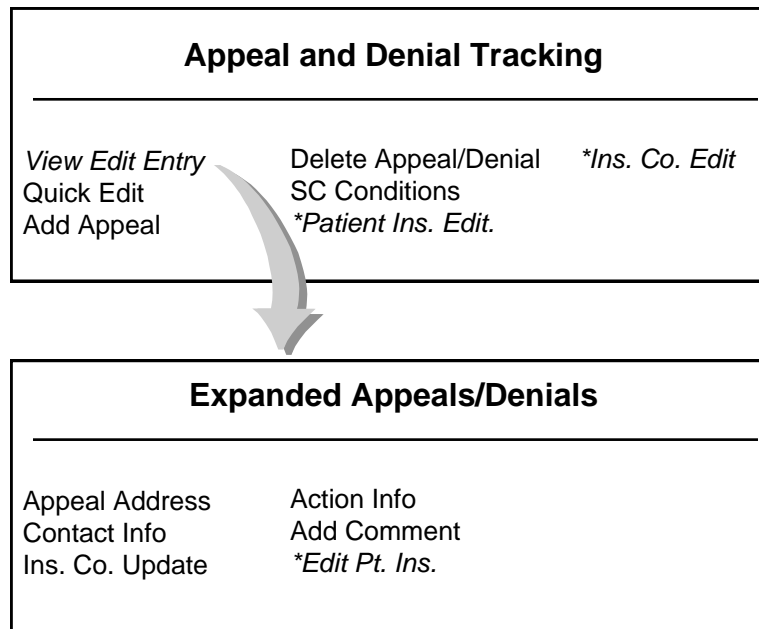 Appeal and Denial Tracking
View Edit Entry Delete Appeal/Denial *Ins. Co. Edit
Quick Edit SC Conditions
Add Appeal *Patient Ins. Edit.
Expanded Appeals/Denials
Appeal Address Action Info
Contact Info Add Comment
Ins. Co. Update *Edit Pt. Ins.